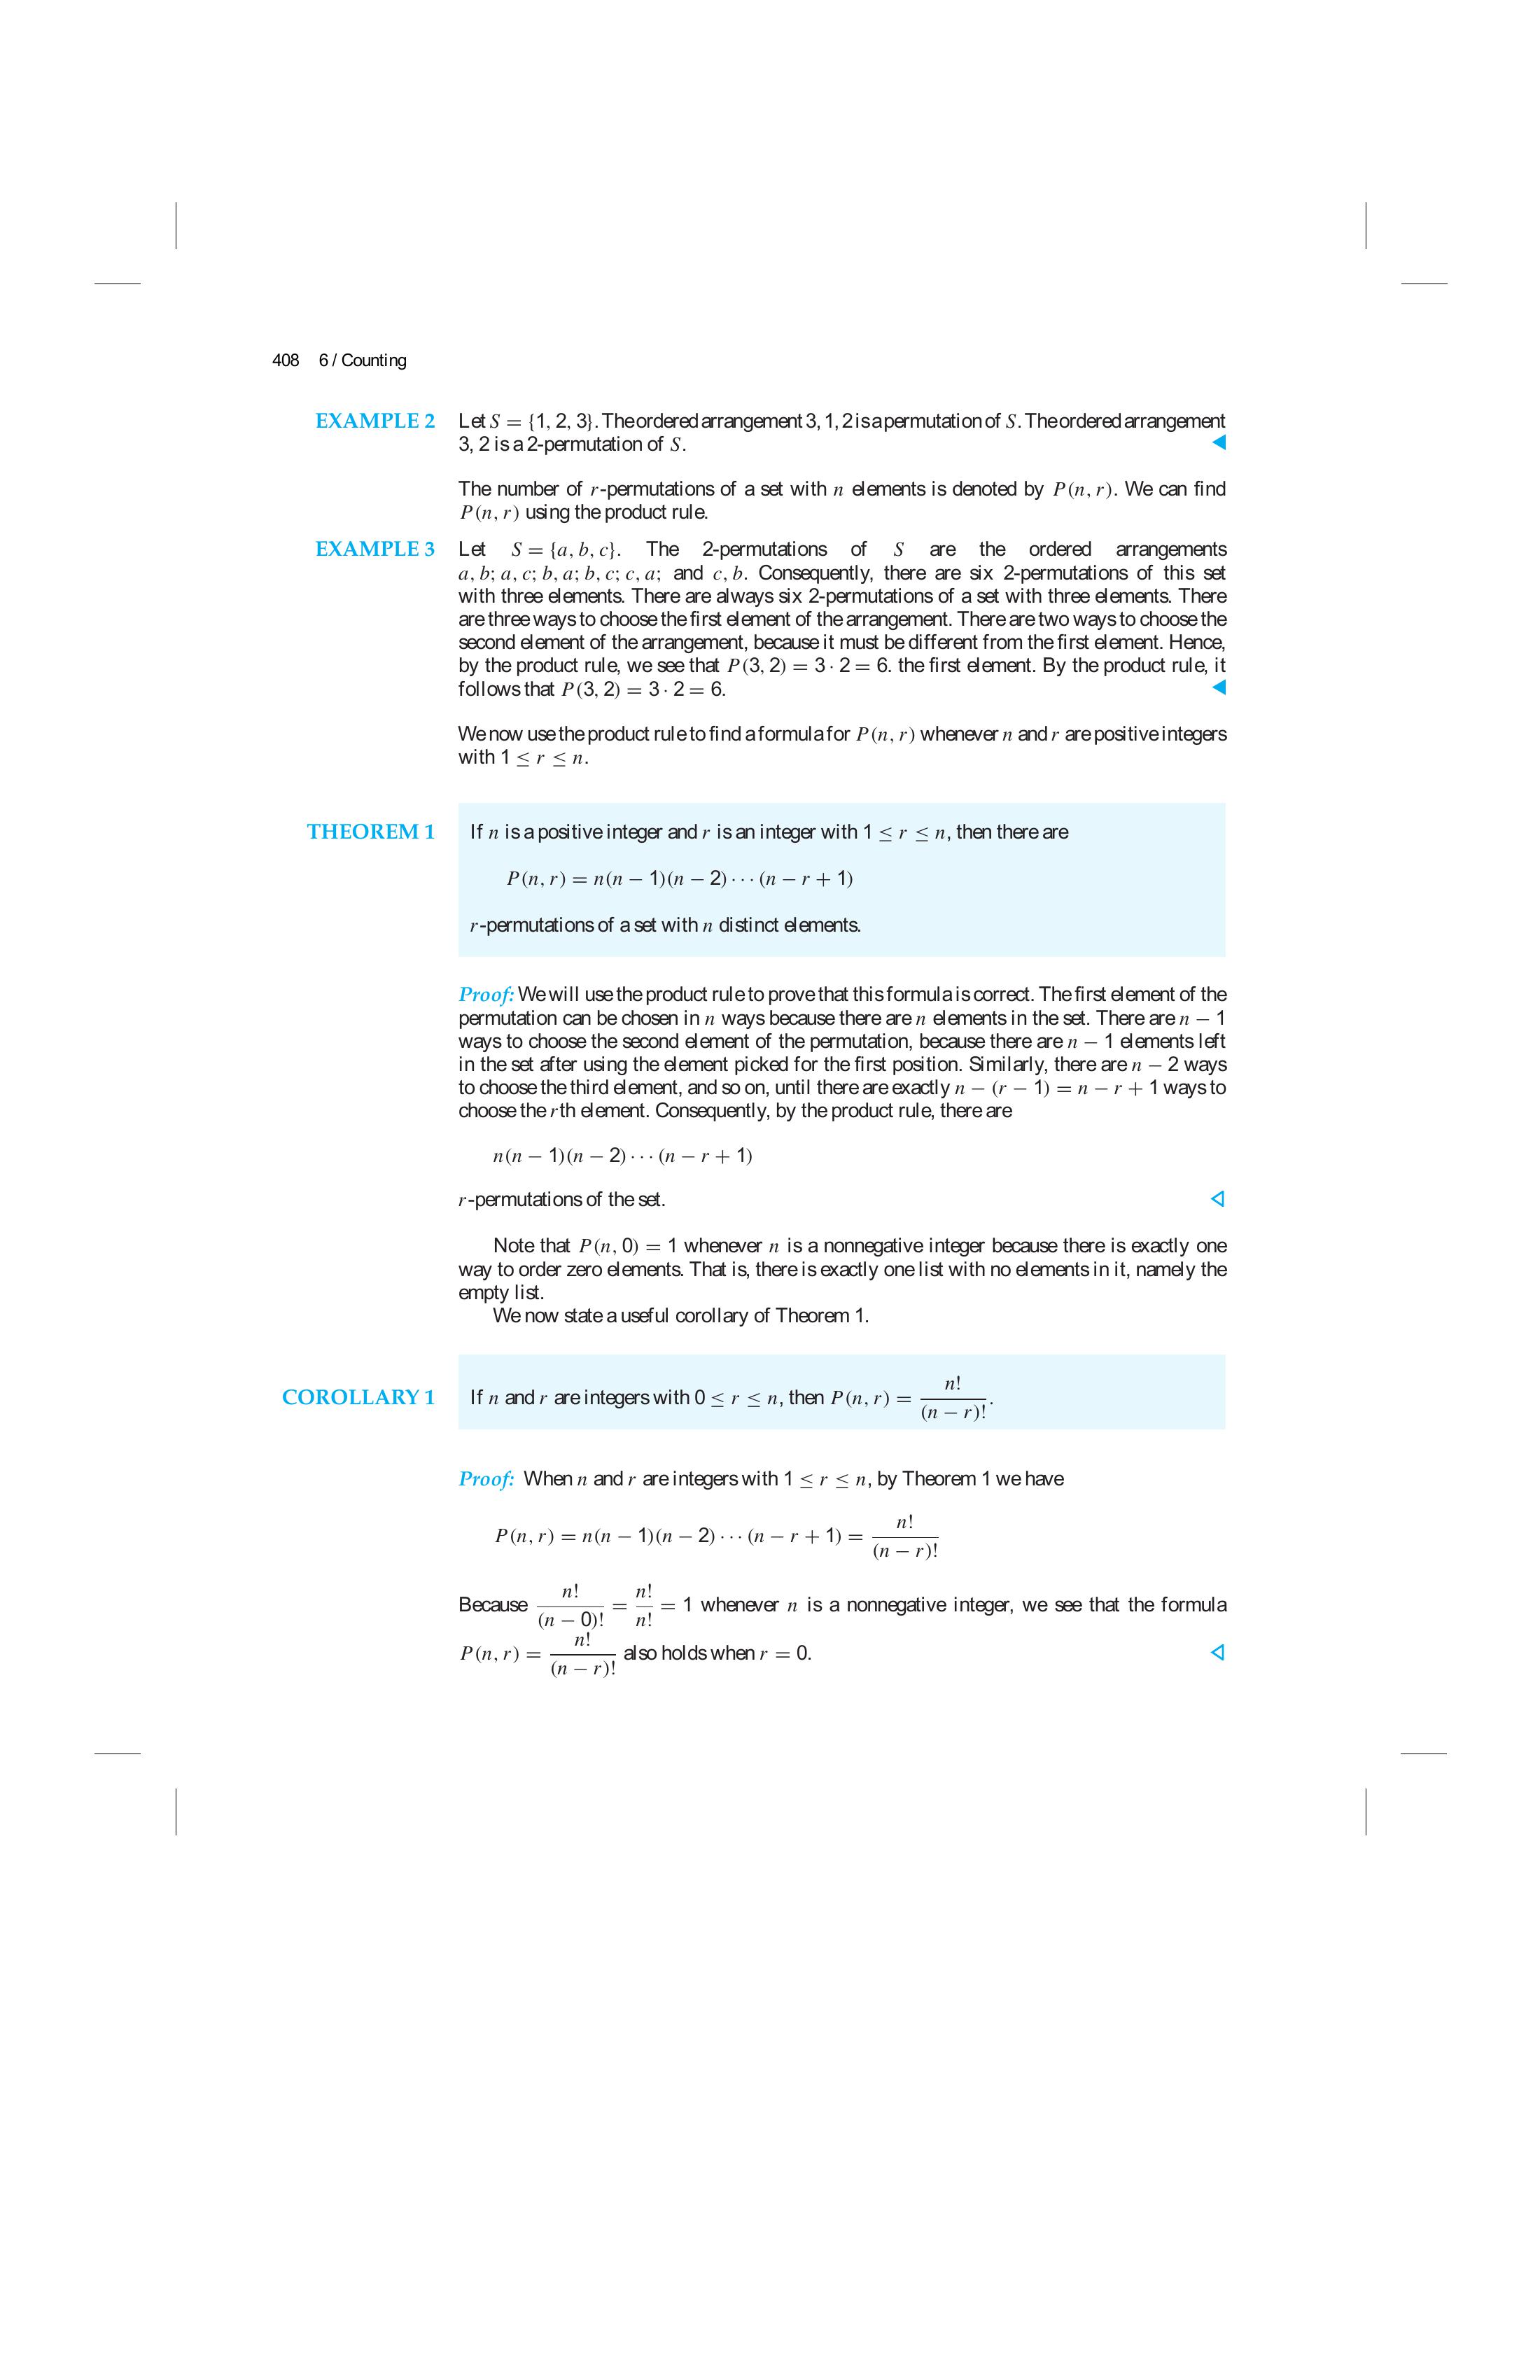 408 6 / Counting
EXAMPLE 2 Let S = {1, 2, 3}. The ordered arrangement 3, 1, 2 is a permutation of S. The ordered arrangement
3, 2 is a 2-permutation of S. ◀
The number of r-permutations of a set with n elements is denoted by P(n, r). We can find
P(n, r) using the product rule.
EXAMPLE 3 Let S = {a, b, c}. The 2-permutations of S are the ordered arrangements
a, b; a, c; b, a; b, c; c, a; and c, b. Consequently, there are six 2-permutations of this set
with three elements. There are always six 2-permutations of a set with three elements. There
are three ways to choose the first element of the arrangement. There are two ways to choose the
second element of the arrangement, because it must be different from the first element. Hence,
by the product rule, we see that P(3, 2) = 3 · 2 = 6. the first element. By the product rule, it
follows that P(3, 2) = 3 · 2 = 6. ◀
We now use the product rule to find a formula for P(n, r) whenever n and r are positive integers
with 1 ≤ r ≤ n.
THEOREM 1 If n is a positive integer and r is an integer with 1 ≤ r ≤ n, then there are
P(n, r) = n(n − 1)(n − 2) · · · (n − r + 1)
r-permutations of a set with n distinct elements.
Proof: We will use the product rule to prove that this formula is correct. The first element of the
permutation can be chosen in n ways because there are n elements in the set. There are n − 1
ways to choose the second element of the permutation, because there are n − 1 elements left
in the set after using the element picked for the first position. Similarly, there are n − 2 ways
to choose the third element, and so on, until there are exactly n − (r − 1) = n − r + 1 ways to
choose the rth element. Consequently, by the product rule, there are
n(n − 1)(n − 2) · · · (n − r + 1)
r-permutations of the set. ◁
Note that P(n, 0) = 1 whenever n is a nonnegative integer because there is exactly one
way to order zero elements. That is, there is exactly one list with no elements in it, namely the
empty list.
We now state a useful corollary of Theorem 1.
COROLLARY 1 If n and r are integers with 0 ≤ r ≤ n, then P(n, r) = n!/(n − r)!.
Proof: When n and r are integers with 1 ≤ r ≤ n, by Theorem 1 we have
P(n, r) = n(n − 1)(n − 2) · · · (n − r + 1) = n!/(n − r)!
Because n!/(n − 0)! = n!/n! = 1 whenever n is a nonnegative integer, we see that the formula
P(n, r) = n!/(n − r)! also holds when r = 0. ◁